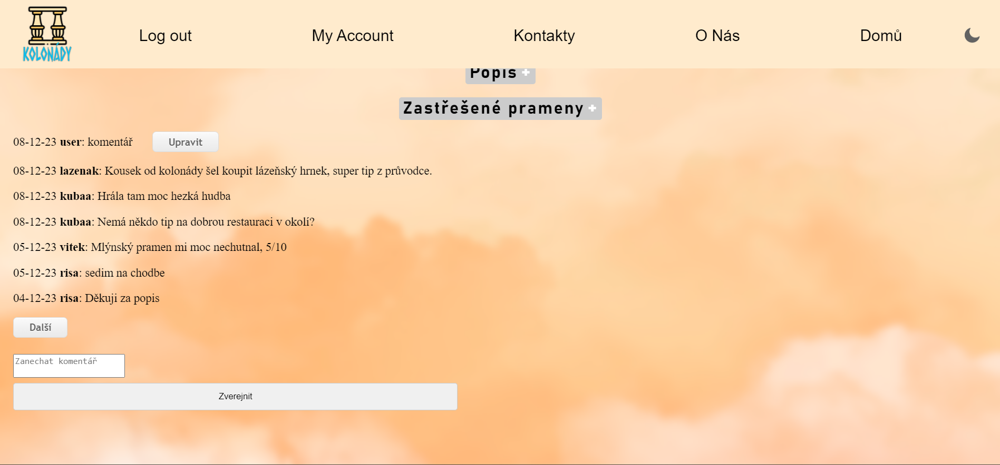 KOLONÁDY
Log out
My Account
Kontakty
O Nás
Domů
Popis +
Zastřešené prameny +
08-12-23 user: komentář
Upravit
08-12-23 lazenak: Kousek od kolonády šel koupit lázeňský hrnek, super tip z průvodce.
08-12-23 kubaa: Hrála tam moc hezká hudba
08-12-23 kubaa: Nemá někdo tip na dobrou restauraci v okolí?
05-12-23 vitek: Mlýnský pramen mi moc nechutnal, 5/10
05-12-23 risa: sedim na chodbe
04-12-23 risa: Děkuji za popis
Další
Zanechat komentář
Zverejnit